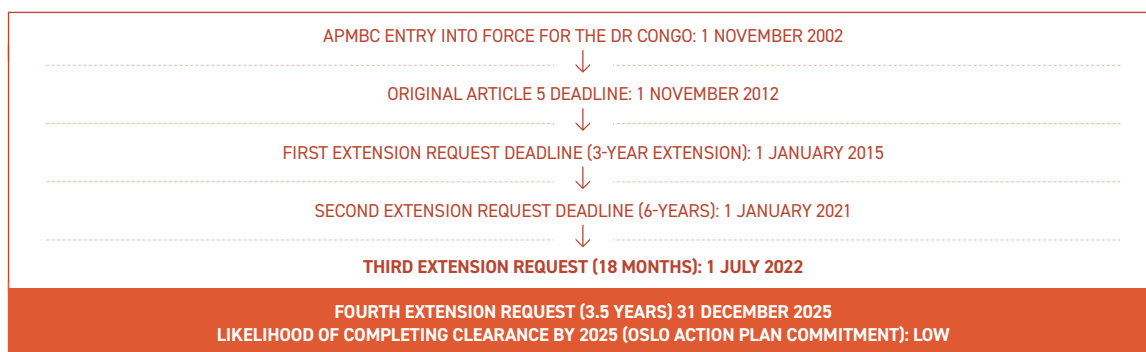 APMBC ENTRY INTO FORCE FOR THE DR CONGO: 1 NOVEMBER 2002
ORIGINAL ARTICLE 5 DEADLINE: 1 NOVEMBER 2012
FIRST EXTENSION REQUEST DEADLINE (3-YEAR EXTENSION): 1 JANUARY 2015
SECOND EXTENSION REQUEST DEADLINE (6-YEARS): 1 JANUARY 2021
THIRD EXTENSION REQUEST (18 MONTHS): 1 JULY 2022
FOURTH EXTENSION REQUEST (3.5 YEARS) 31 DECEMBER 2025
LIKELIHOOD OF COMPLETING CLEARANCE BY 2025 (OSLO ACTION PLAN COMMITMENT): LOW